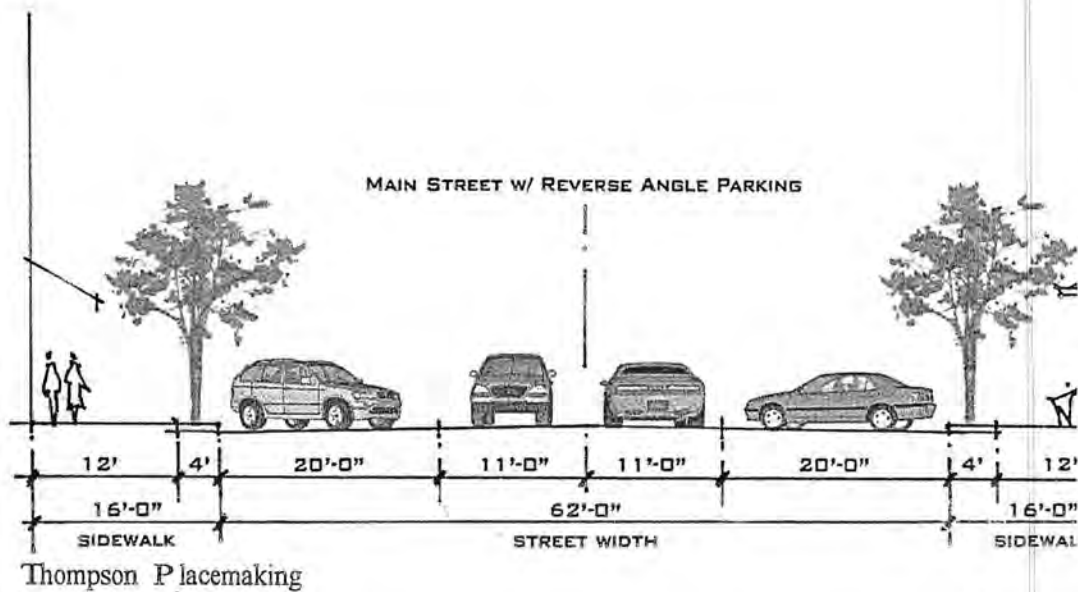 MAIN STREET W/ REVERSE ANGLE PARKING
12' 4' 20'-0" 11'-0" 11'-0" 20'-0" 4' 12'
16'-0" 62'-0" 16'-0"
SIDEWALK STREET WIDTH SIDEWAL
Thompson Placemaking